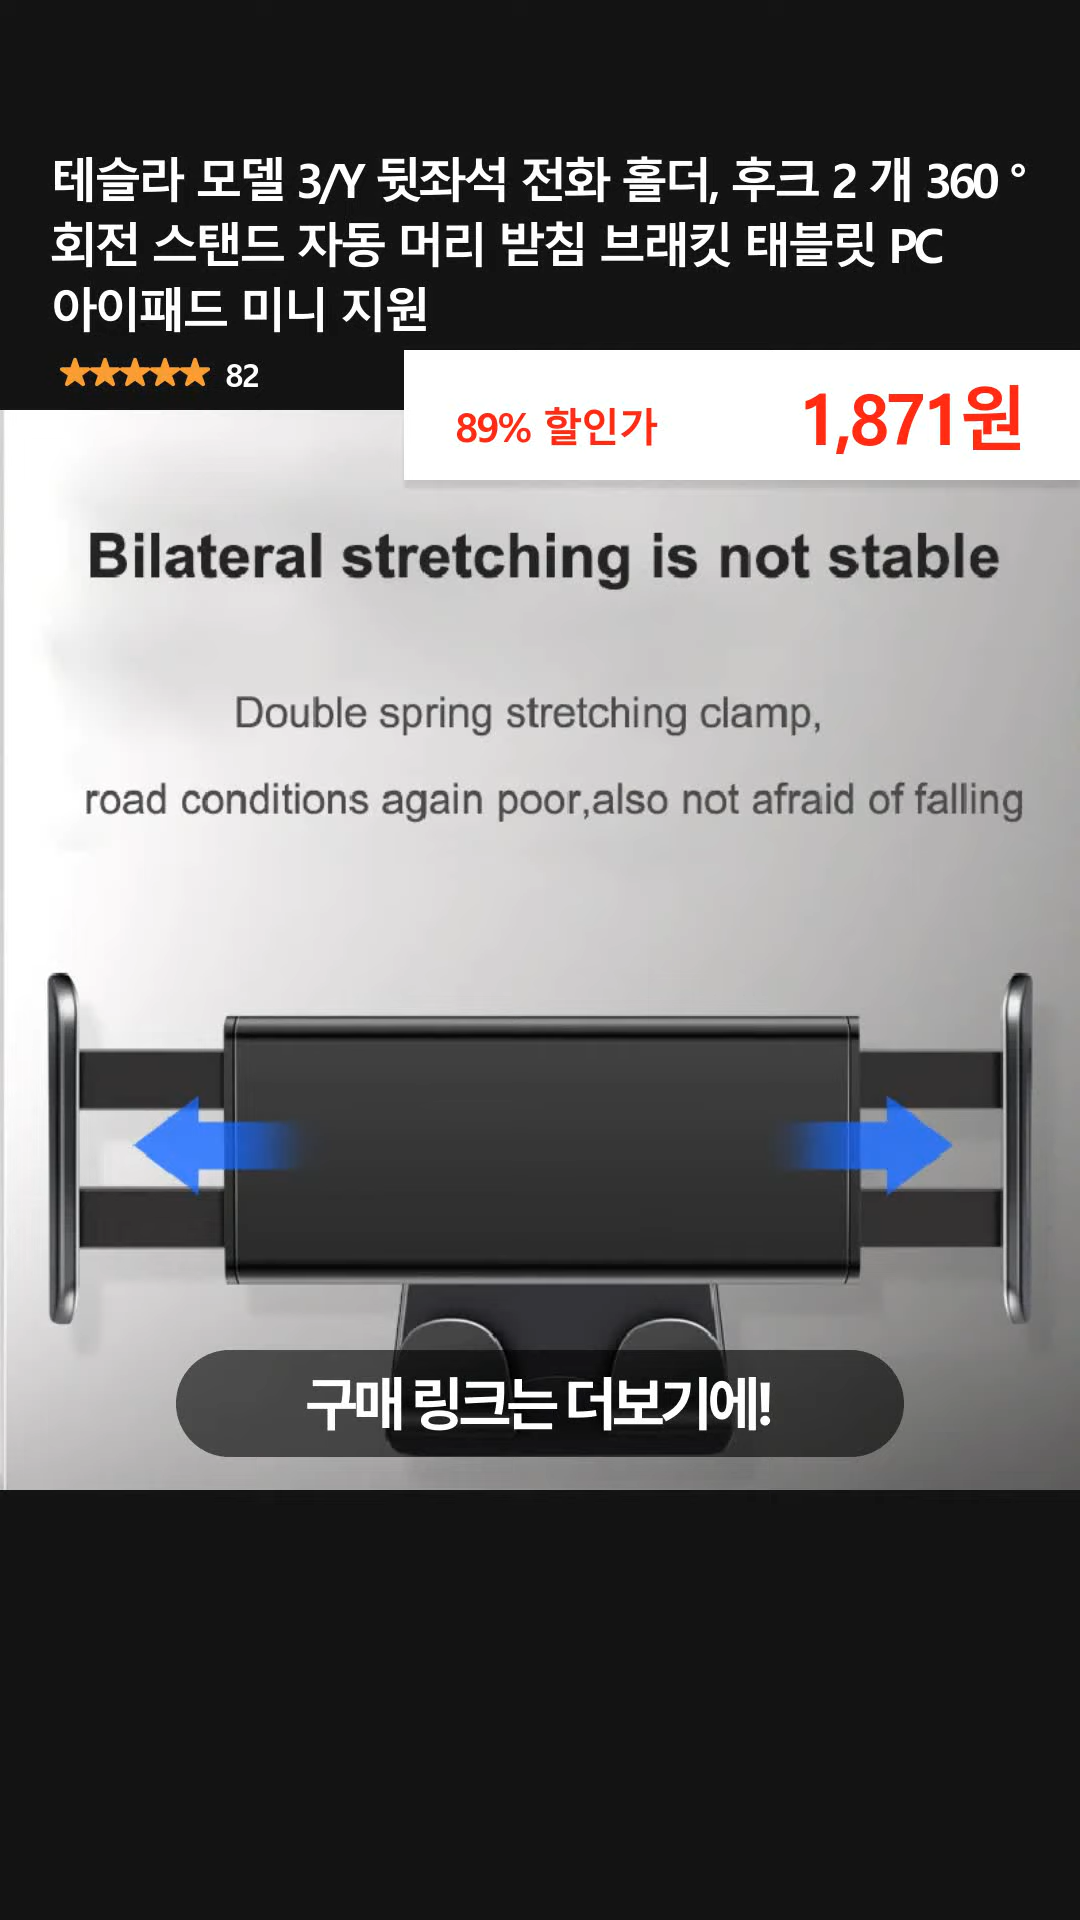 테슬라 모델 3/Y 뒷좌석 전화 홀더, 후크 2 개 360 °
회전 스탠드 자동 머리 받침 브래킷 태블릿 PC
아이패드 미니 지원
82
89% 할인가 1,871원
Bilateral stretching is not stable
Double spring stretching clamp,
road conditions again poor,also not afraid of falling
구매 링크는 더보기에!